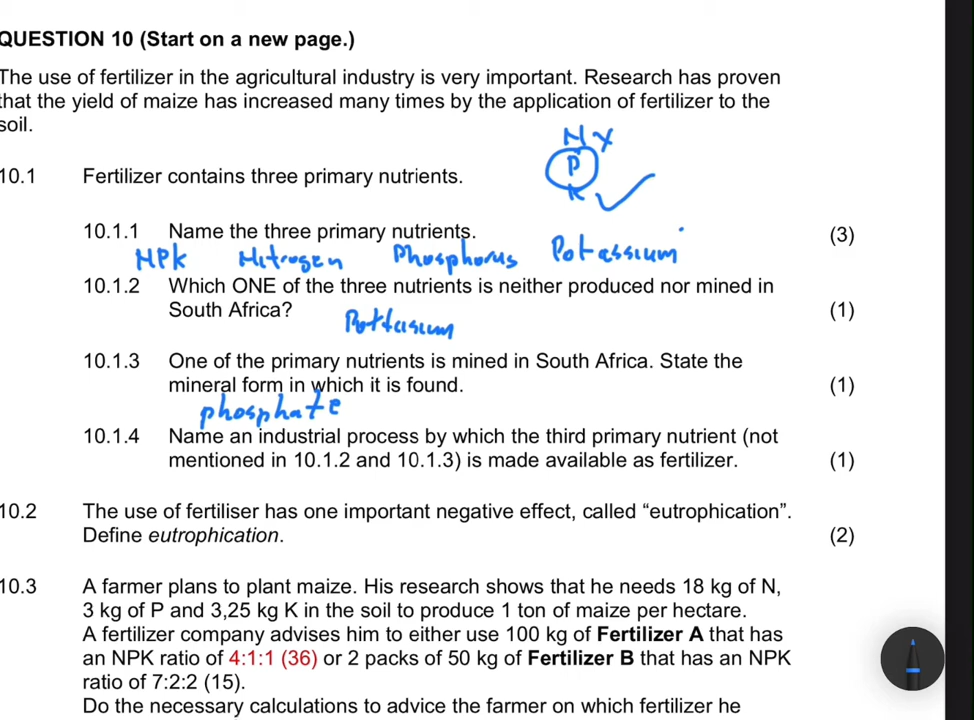 QUESTION 10 (Start on a new page.)
The use of fertilizer in the agricultural industry is very important. Research has proven
that the yield of maize has increased many times by the application of fertilizer to the
soil.
N x
P
K
10.1 Fertilizer contains three primary nutrients.
10.1.1 Name the three primary nutrients. (3)
NPK Nitrogen Phosphorus Potassium
10.1.2 Which ONE of the three nutrients is neither produced nor mined in
South Africa? (1)
Pottasium
10.1.3 One of the primary nutrients is mined in South Africa. State the
mineral form in which it is found. (1)
phosphate
10.1.4 Name an industrial process by which the third primary nutrient (not
mentioned in 10.1.2 and 10.1.3) is made available as fertilizer. (1)
10.2 The use of fertiliser has one important negative effect, called “eutrophication”.
Define eutrophication. (2)
10.3 A farmer plans to plant maize. His research shows that he needs 18 kg of N,
3 kg of P and 3,25 kg K in the soil to produce 1 ton of maize per hectare.
A fertilizer company advises him to either use 100 kg of Fertilizer A that has
an NPK ratio of 4:1:1 (36) or 2 packs of 50 kg of Fertilizer B that has an NPK
ratio of 7:2:2 (15).
Do the necessary calculations to advice the farmer on which fertilizer he